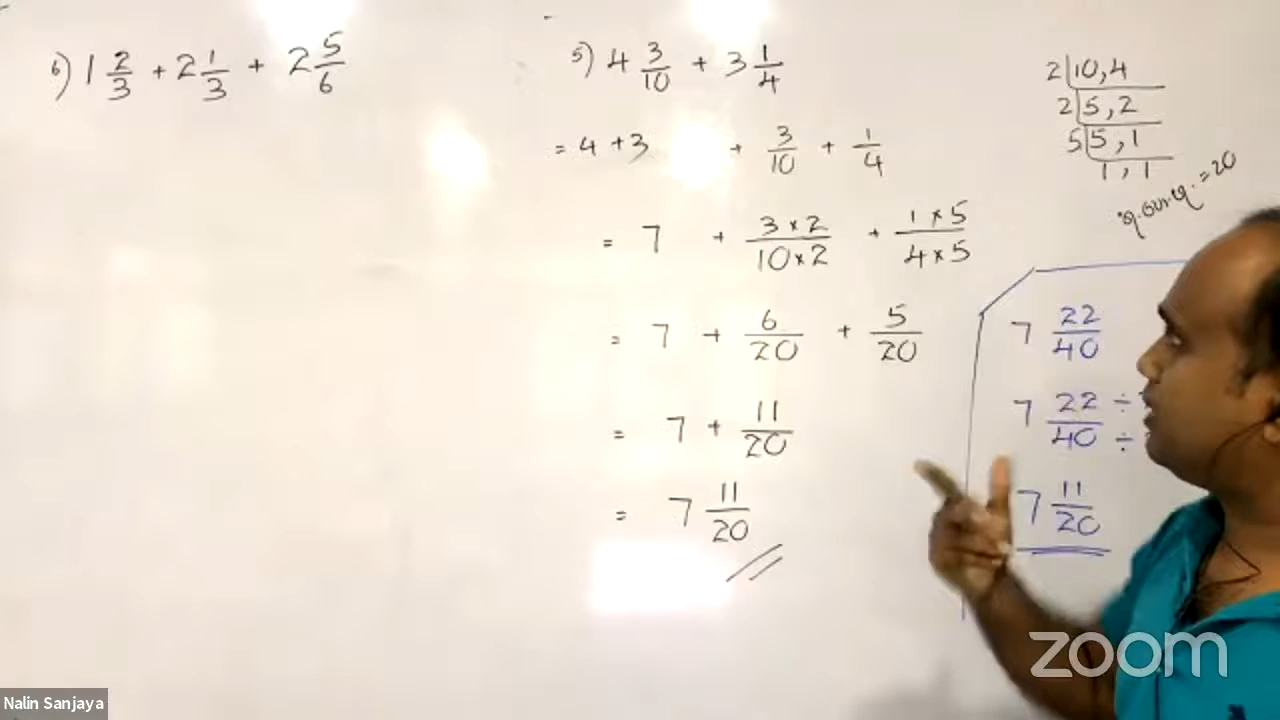 6) 1 2/3 + 2 1/3 + 2 5/6
5) 4 3/10 + 3 1/4
= 4 + 3 + 3/10 + 1/4
= 7 + 3 × 2/10 × 2 + 1 × 5/4 × 5
= 7 + 6/20 + 5/20
= 7 + 11/20
= 7 11/20
2 | 10, 4
2 | 5, 2
5 | 5, 1
1, 1
කු.පො.ගු. = 20
7 22/40
7 22 ÷/40 ÷
7 11/20
zoom
Nalin Sanjaya